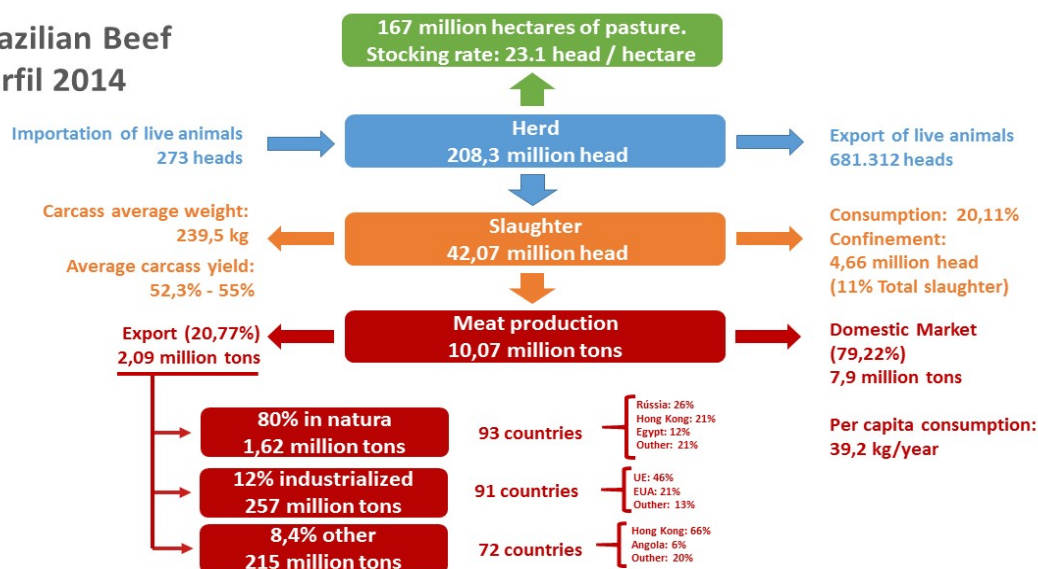 azilian Beef
rfil 2014
167 million hectares of pasture.
Stocking rate: 23.1 head / hectare
Importation of live animals
273 heads
Herd
208,3 million head
Export of live animals
681.312 heads
Carcass average weight:
239,5 kg
Average carcass yield:
52,3% - 55%
Slaughter
42,07 million head
Consumption: 20,11%
Confinement:
4,66 million head
(11% Total slaughter)
Export (20,77%)
2,09 million tons
Meat production
10,07 million tons
Domestic Market
(79,22%)
7,9 million tons
Per capita consumption:
39,2 kg/year
80% in natura
1,62 million tons
93 countries
Rússia: 26%
Hong Kong: 21%
Egypt: 12%
Outher: 21%
12% industrialized
257 million tons
91 countries
UE: 46%
EUA: 21%
Outher: 13%
8,4% other
215 million tons
72 countries
Hong Kong: 66%
Angola: 6%
Outher: 20%